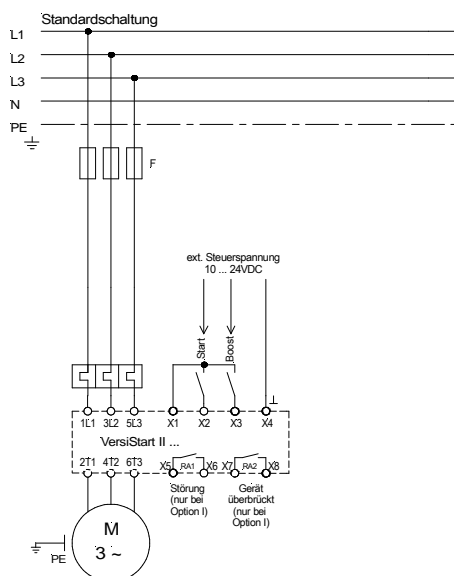 Standardschaltung
L1
L2
L3
N
PE
F
ext. Steuerspannung
10 ... 24VDC
Start
Boost
1L1 3L2 5L3 X1 X2 X3 X4
VersiStart II ...
2T1 4T2 6T3 X5 RA1 X6 X7 RA2 X8
Störung
(nur bei
Option I)
Gerät
überbrückt
(nur bei
Option I)
M
3 ~
PE